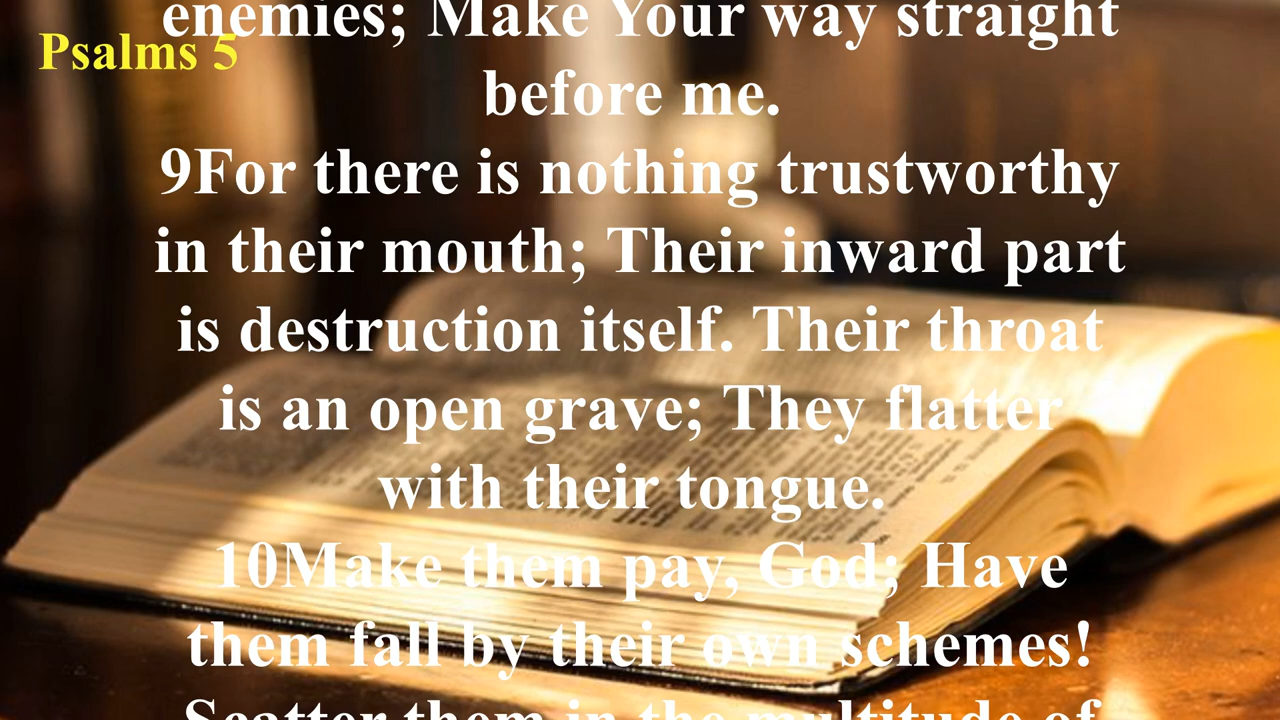 Psalms 5
enemies; Make Your way straight
before me.
9For there is nothing trustworthy
in their mouth; Their inward part
is destruction itself. Their throat
is an open grave; They flatter
with their tongue.
10Make them pay, God; Have
them fall by their own schemes!
Scatter them in the multitude of